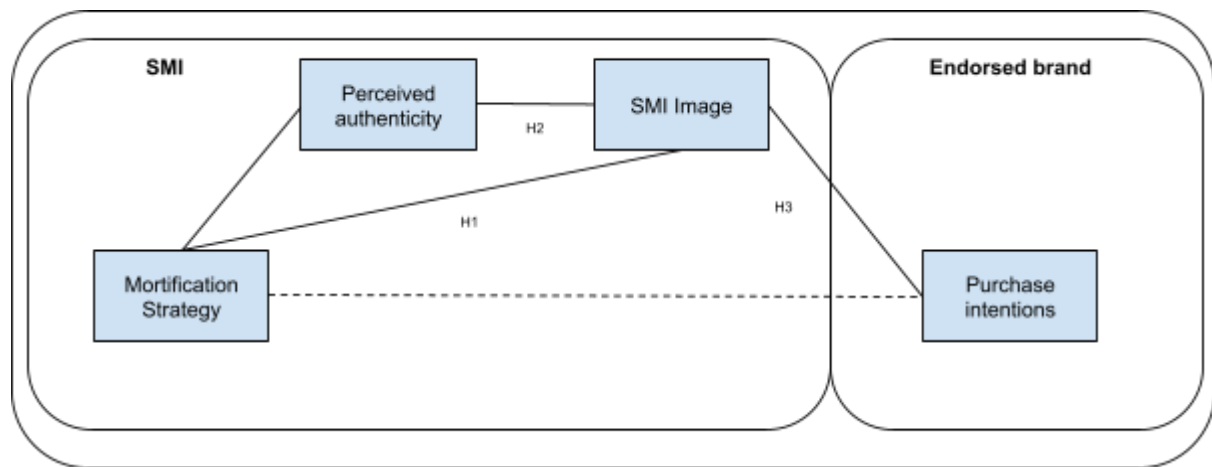 SMI
Endorsed brand
Perceived
authenticity
SMI Image
H2
H1
H3
Mortification
Strategy
Purchase
intentions